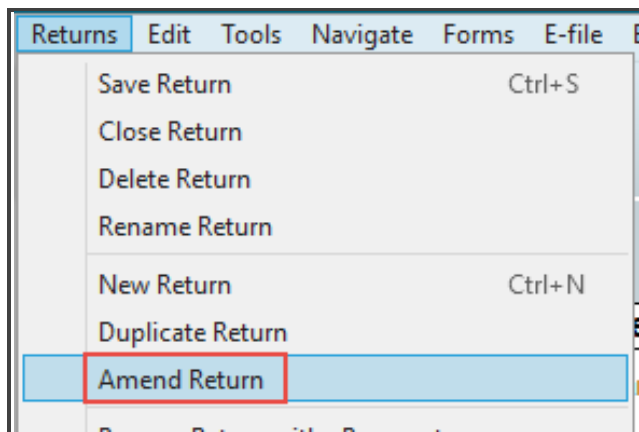 Returns Edit Tools Navigate Forms E-file
Save Return Ctrl+S
Close Return
Delete Return
Rename Return
New Return Ctrl+N
Duplicate Return
Amend Return